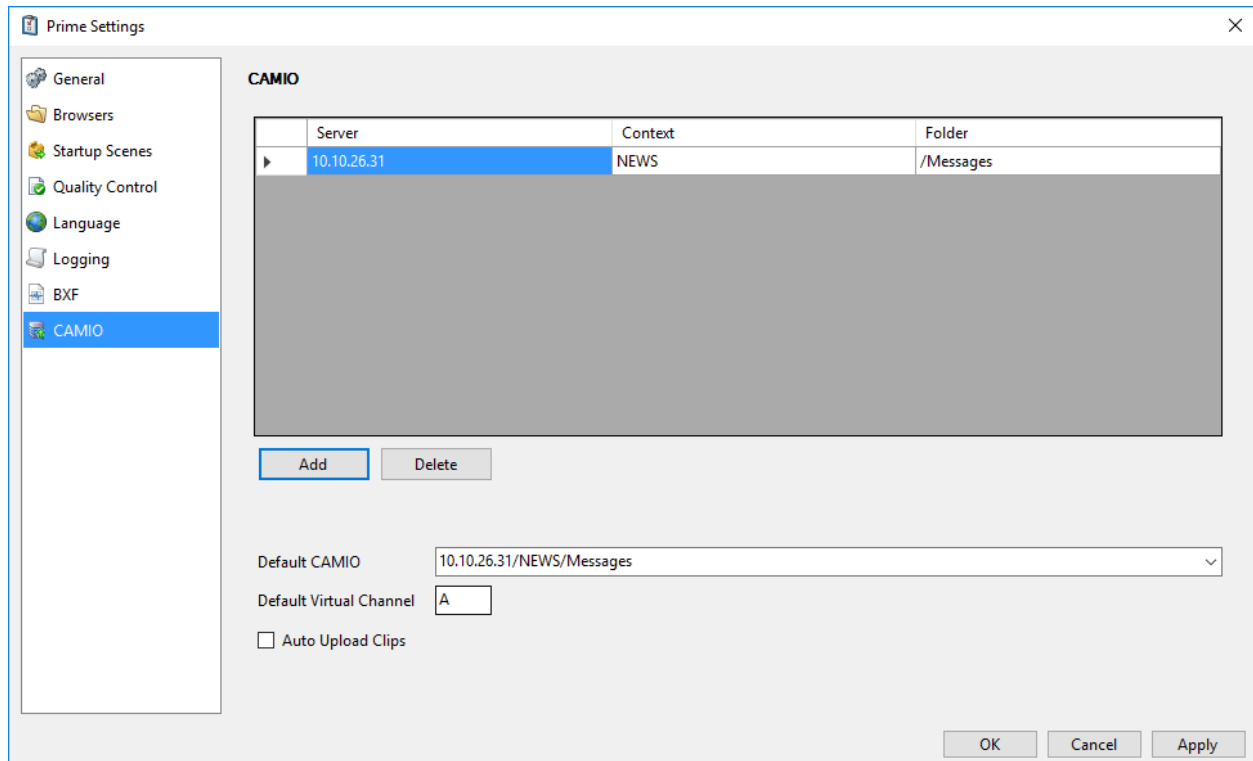 Prime Settings
General
Browsers
Startup Scenes
Quality Control
Language
Logging
BXF
CAMIO
CAMIO
Server Context Folder
10.10.26.31 NEWS /Messages
Add Delete
Default CAMIO 10.10.26.31/NEWS/Messages
Default Virtual Channel A
Auto Upload Clips
OK Cancel Apply